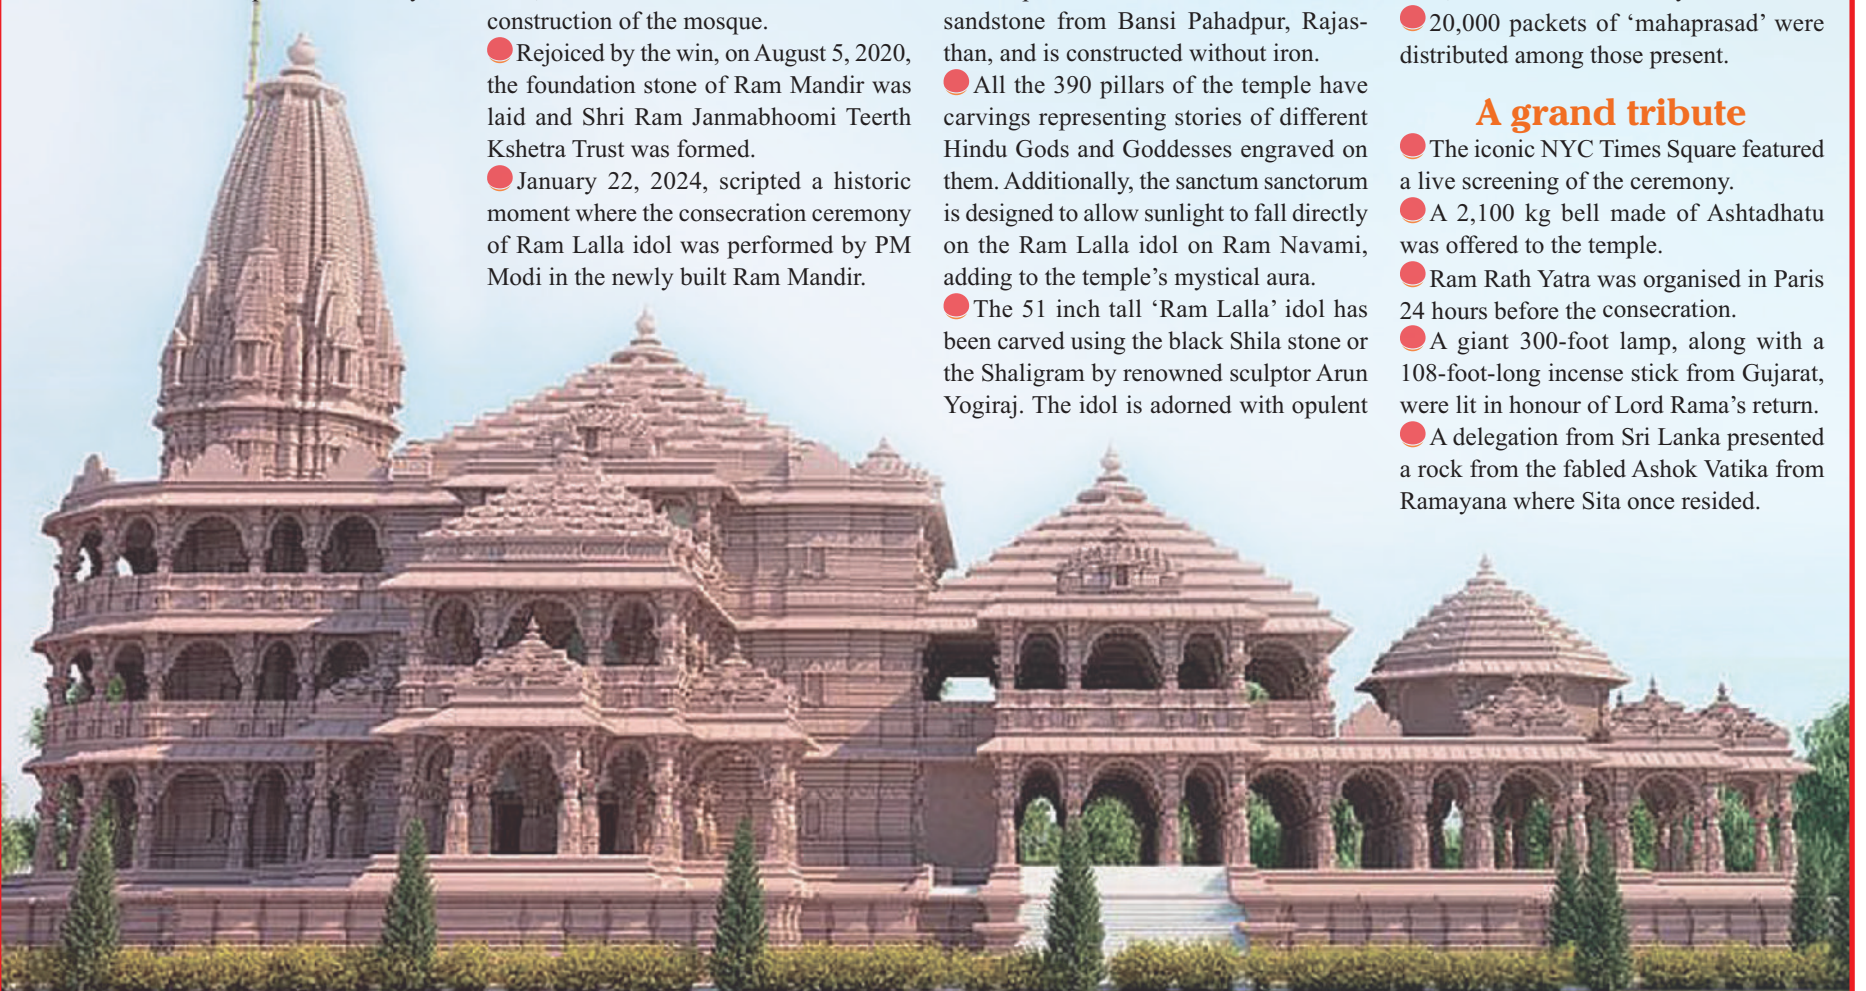 construction of the mosque.
Rejoiced by the win, on August 5, 2020,
the foundation stone of Ram Mandir was
laid and Shri Ram Janmabhoomi Teerth
Kshetra Trust was formed.
January 22, 2024, scripted a historic
moment where the consecration ceremony
of Ram Lalla idol was performed by PM
Modi in the newly built Ram Mandir.
sandstone from Bansi Pahadpur, Rajas-
than, and is constructed without iron.
All the 390 pillars of the temple have
carvings representing stories of different
Hindu Gods and Goddesses engraved on
them. Additionally, the sanctum sanctorum
is designed to allow sunlight to fall directly
on the Ram Lalla idol on Ram Navami,
adding to the temple’s mystical aura.
The 51 inch tall ‘Ram Lalla’ idol has
been carved using the black Shila stone or
the Shaligram by renowned sculptor Arun
Yogiraj. The idol is adorned with opulent
20,000 packets of ‘mahaprasad’ were
distributed among those present.
A grand tribute
The iconic NYC Times Square featured
a live screening of the ceremony.
A 2,100 kg bell made of Ashtadhatu
was offered to the temple.
Ram Rath Yatra was organised in Paris
24 hours before the consecration.
A giant 300-foot lamp, along with a
108-foot-long incense stick from Gujarat,
were lit in honour of Lord Rama’s return.
A delegation from Sri Lanka presented
a rock from the fabled Ashok Vatika from
Ramayana where Sita once resided.